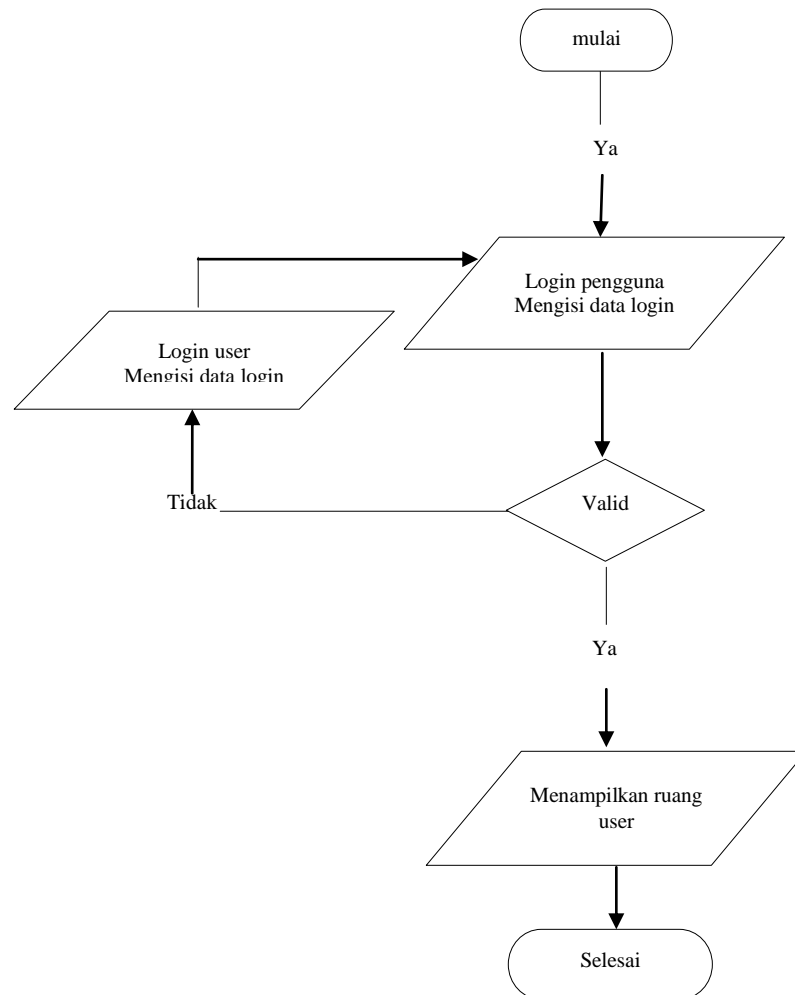 mulai
Ya
Login pengguna
Mengisi data login
Login user
Mengisi data login
Tidak
Valid
Ya
Menampilkan ruang
user
Selesai